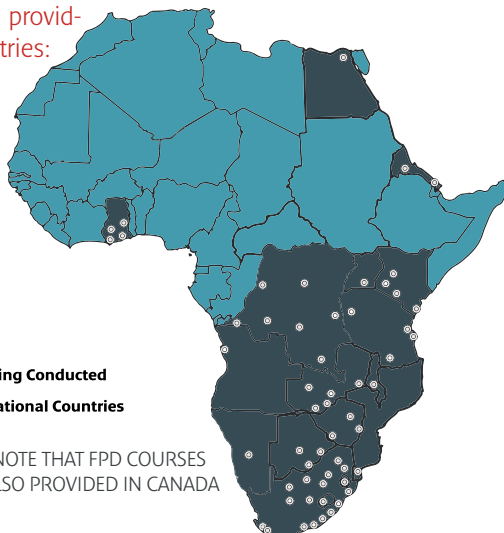 provid-
tries:
ing Conducted
ational Countries
NOTE THAT FPD COURSES
LSO PROVIDED IN CANADA